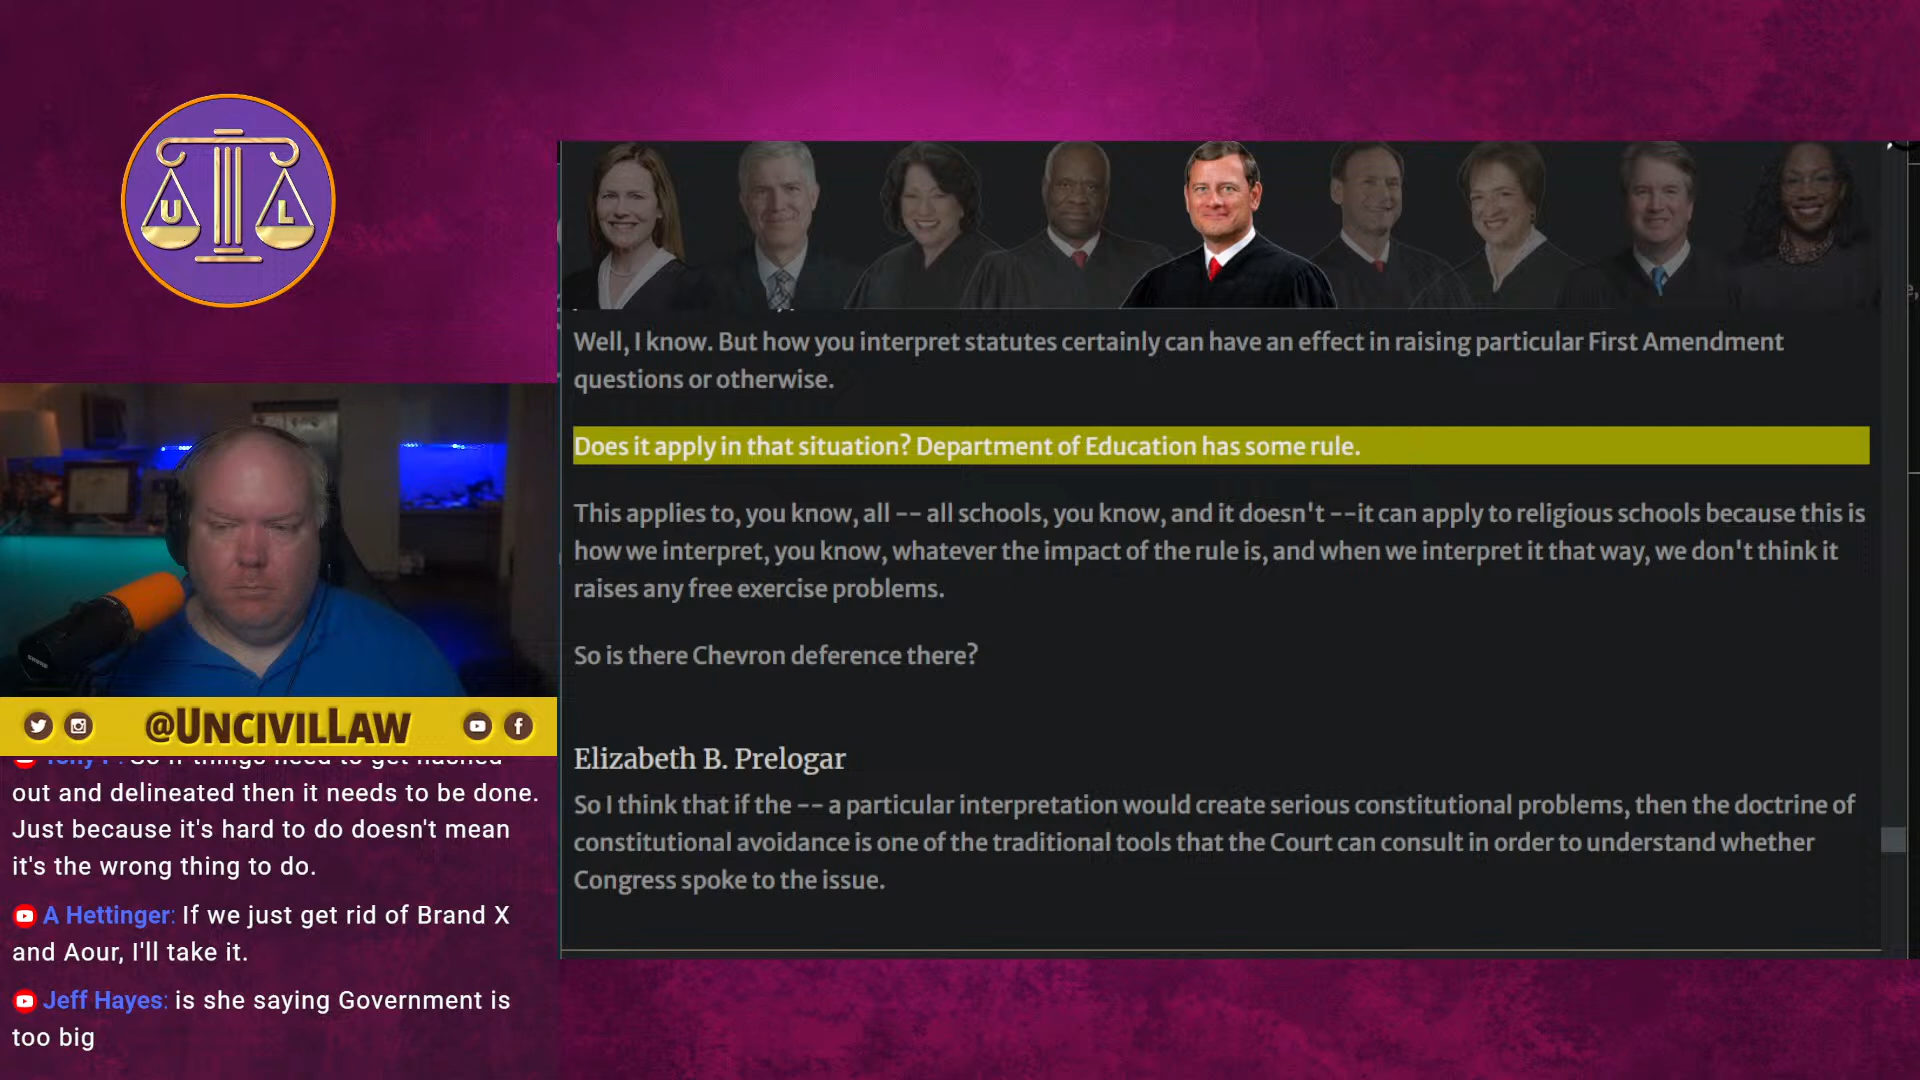 U L
Well, I know. But how you interpret statutes certainly can have an effect in raising particular First Amendment
questions or otherwise.
Does it apply in that situation? Department of Education has some rule.
This applies to, you know, all -- all schools, you know, and it doesn't --it can apply to religious schools because this is
how we interpret, you know, whatever the impact of the rule is, and when we interpret it that way, we don't think it
raises any free exercise problems.
So is there Chevron deference there?
Elizabeth B. Prelogar
So I think that if the -- a particular interpretation would create serious constitutional problems, then the doctrine of
constitutional avoidance is one of the traditional tools that the Court can consult in order to understand whether
Congress spoke to the issue.
@UNCIVILLAW
out and delineated then it needs to be done.
Just because it's hard to do doesn't mean
it's the wrong thing to do.
A Hettinger: If we just get rid of Brand X
and Aour, I'll take it.
Jeff Hayes: is she saying Government is
too big